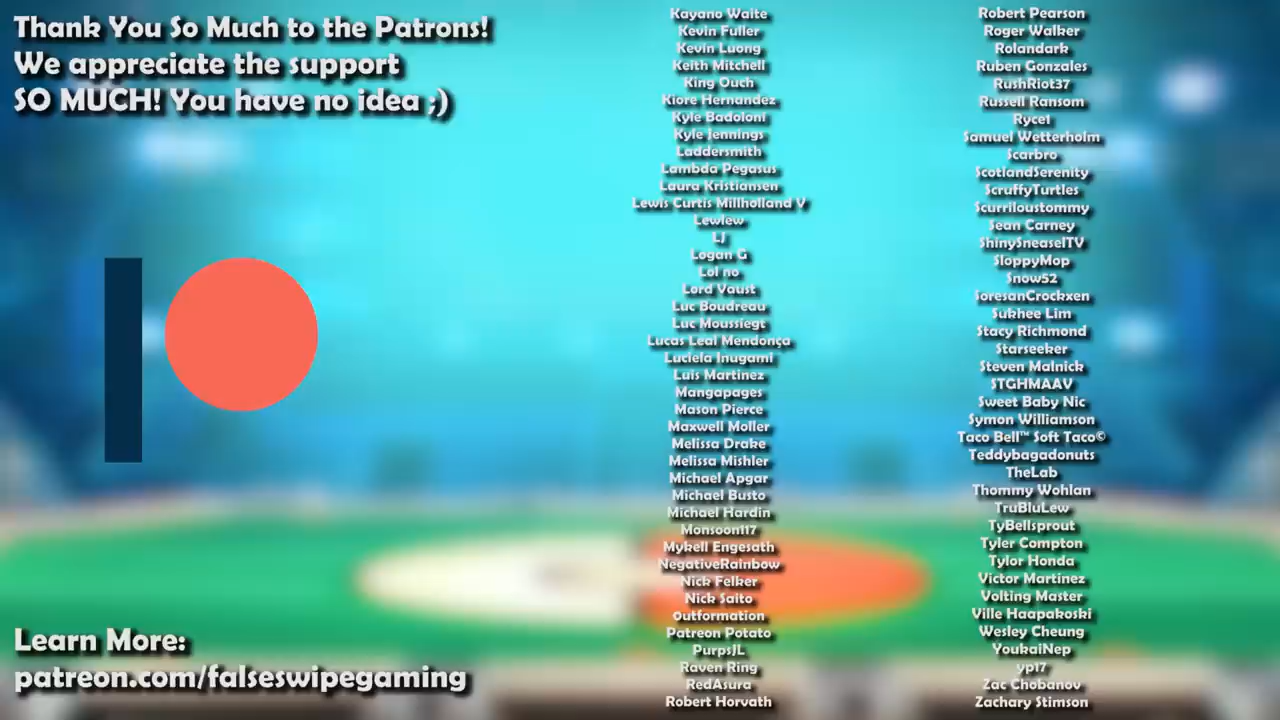 Thank You So Much to the Patrons!
We appreciate the support
SO MUCH! You have no idea ;)
Learn More:
patreon.com/falseswipegaming
Kayano Waite
Kevin Fuller
Kevin Luong
Keith Mitchell
King Ouch
Kiore Hernandez
Kyle Badoloni
Kyle Jennings
Laddersmith
Lambda Pegasus
Laura Kristiansen
Lewis Curtis Millholland V
Lewlew
LJ
Logan G
Lol no
Lord Vaust
Luc Boudreau
Luc Moussiegt
Lucas Leal Mendonça
Luciela Inugami
Luis Martinez
Mangapages
Mason Pierce
Maxwell Moller
Melissa Drake
Melissa Mishler
Michael Apgar
Michael Busto
Michael Hardin
Monsoon117
Mykell Engesath
NegativeRainbow
Nick Felker
Nick Saito
Outformation
Patreon Potato
PurpsJL
Raven Ring
RedAsura
Robert Horvath
Robert Pearson
Roger Walker
Rolandark
Ruben Gonzales
RushRiot37
Russell Ransom
Ryce1
Samuel Wetterholm
Scarbro
ScotlandSerenity
ScruffyTurtles
Scurriloustommy
Sean Carney
ShinySneaselTV
SloppyMop
Snow52
SoresanCrockxen
Sukhee Lim
Stacy Richmond
Starseeker
Steven Malnick
STGHMAAV
Sweet Baby Nic
Symon Williamson
Taco Bell™ Soft Taco©
Teddybagadonuts
TheLab
Thommy Wohlan
TruBluLew
TyBellsprout
Tyler Compton
Tylor Honda
Victor Martinez
Volting Master
Ville Haapakoski
Wesley Cheung
YoukaiNep
yp17
Zac Chobanov
Zachary Stimson